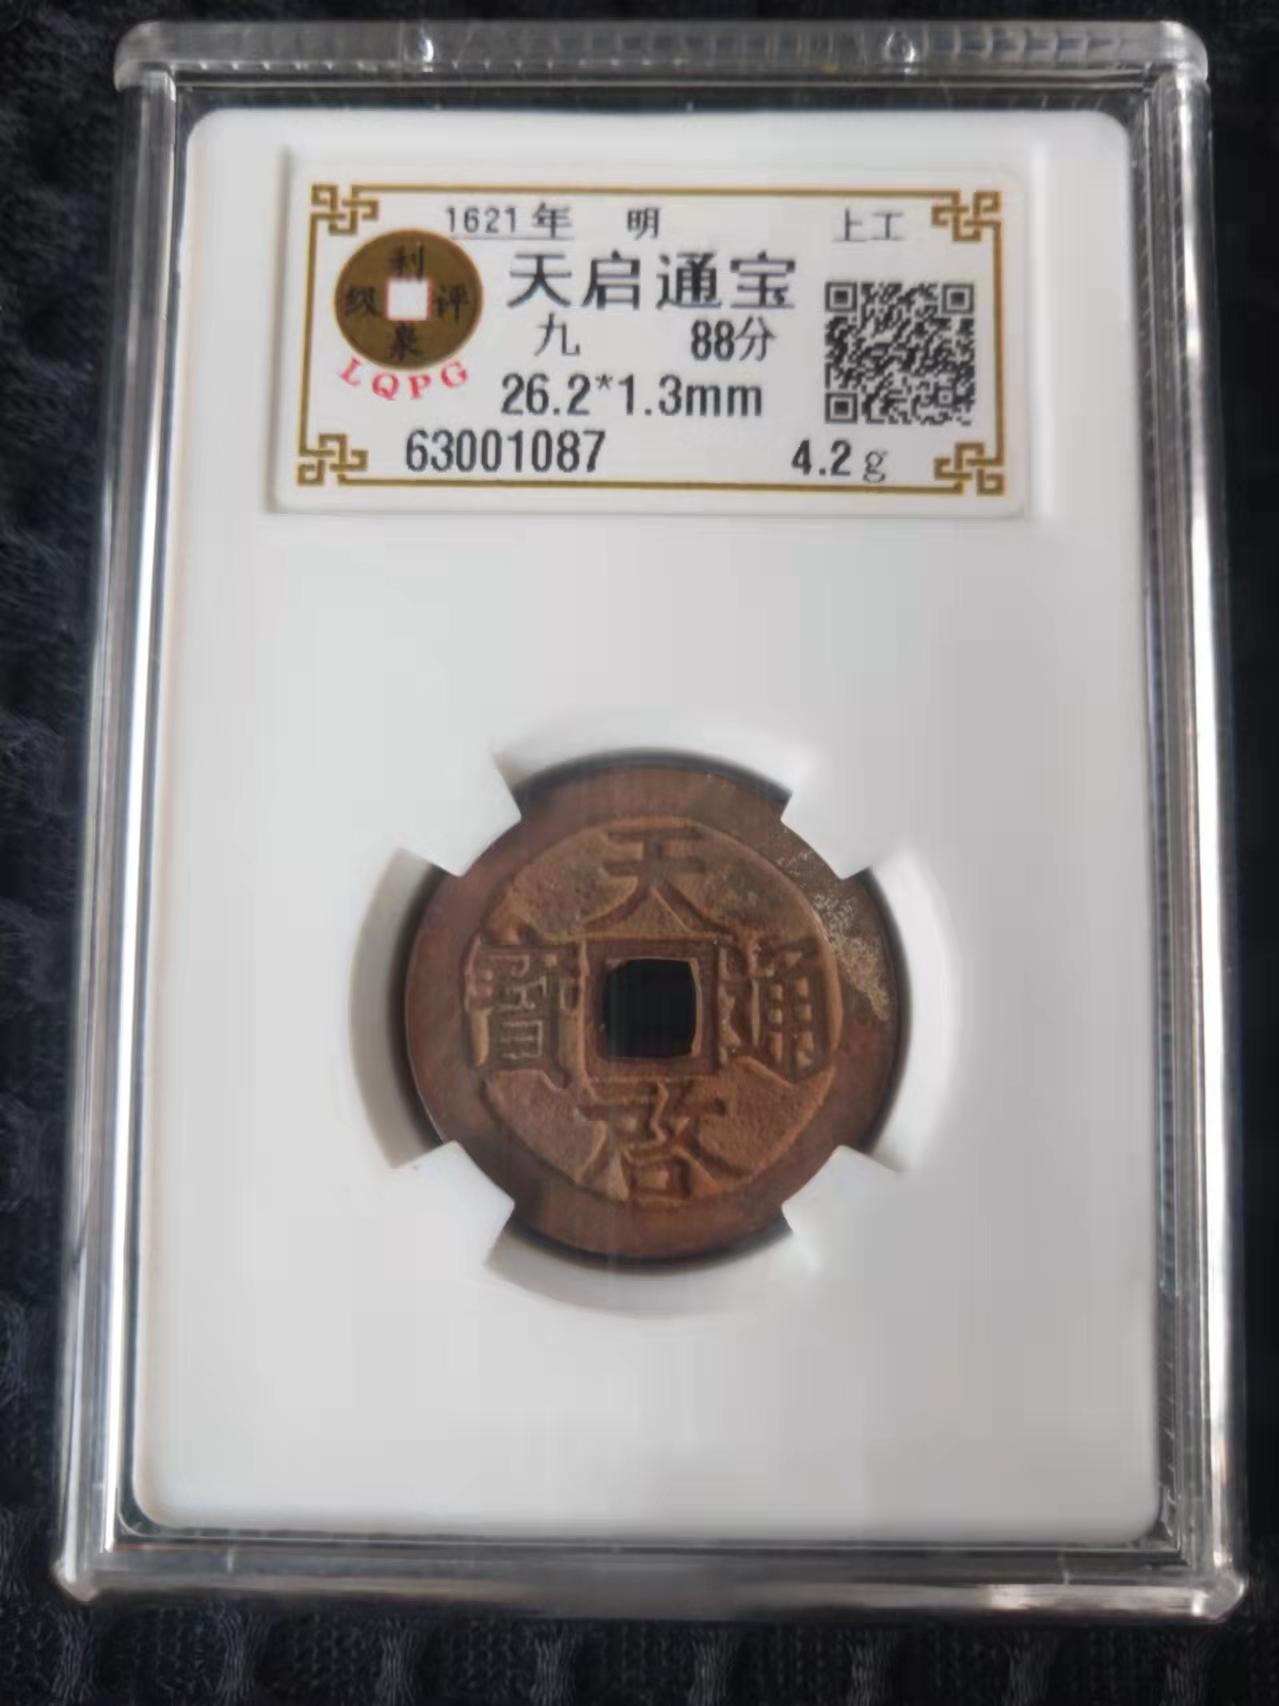 1621年 明 上工
利泉评级
LQPG
天启通宝
九 88分
26.2*1.3mm
63001087 4.2g
天啓通寳